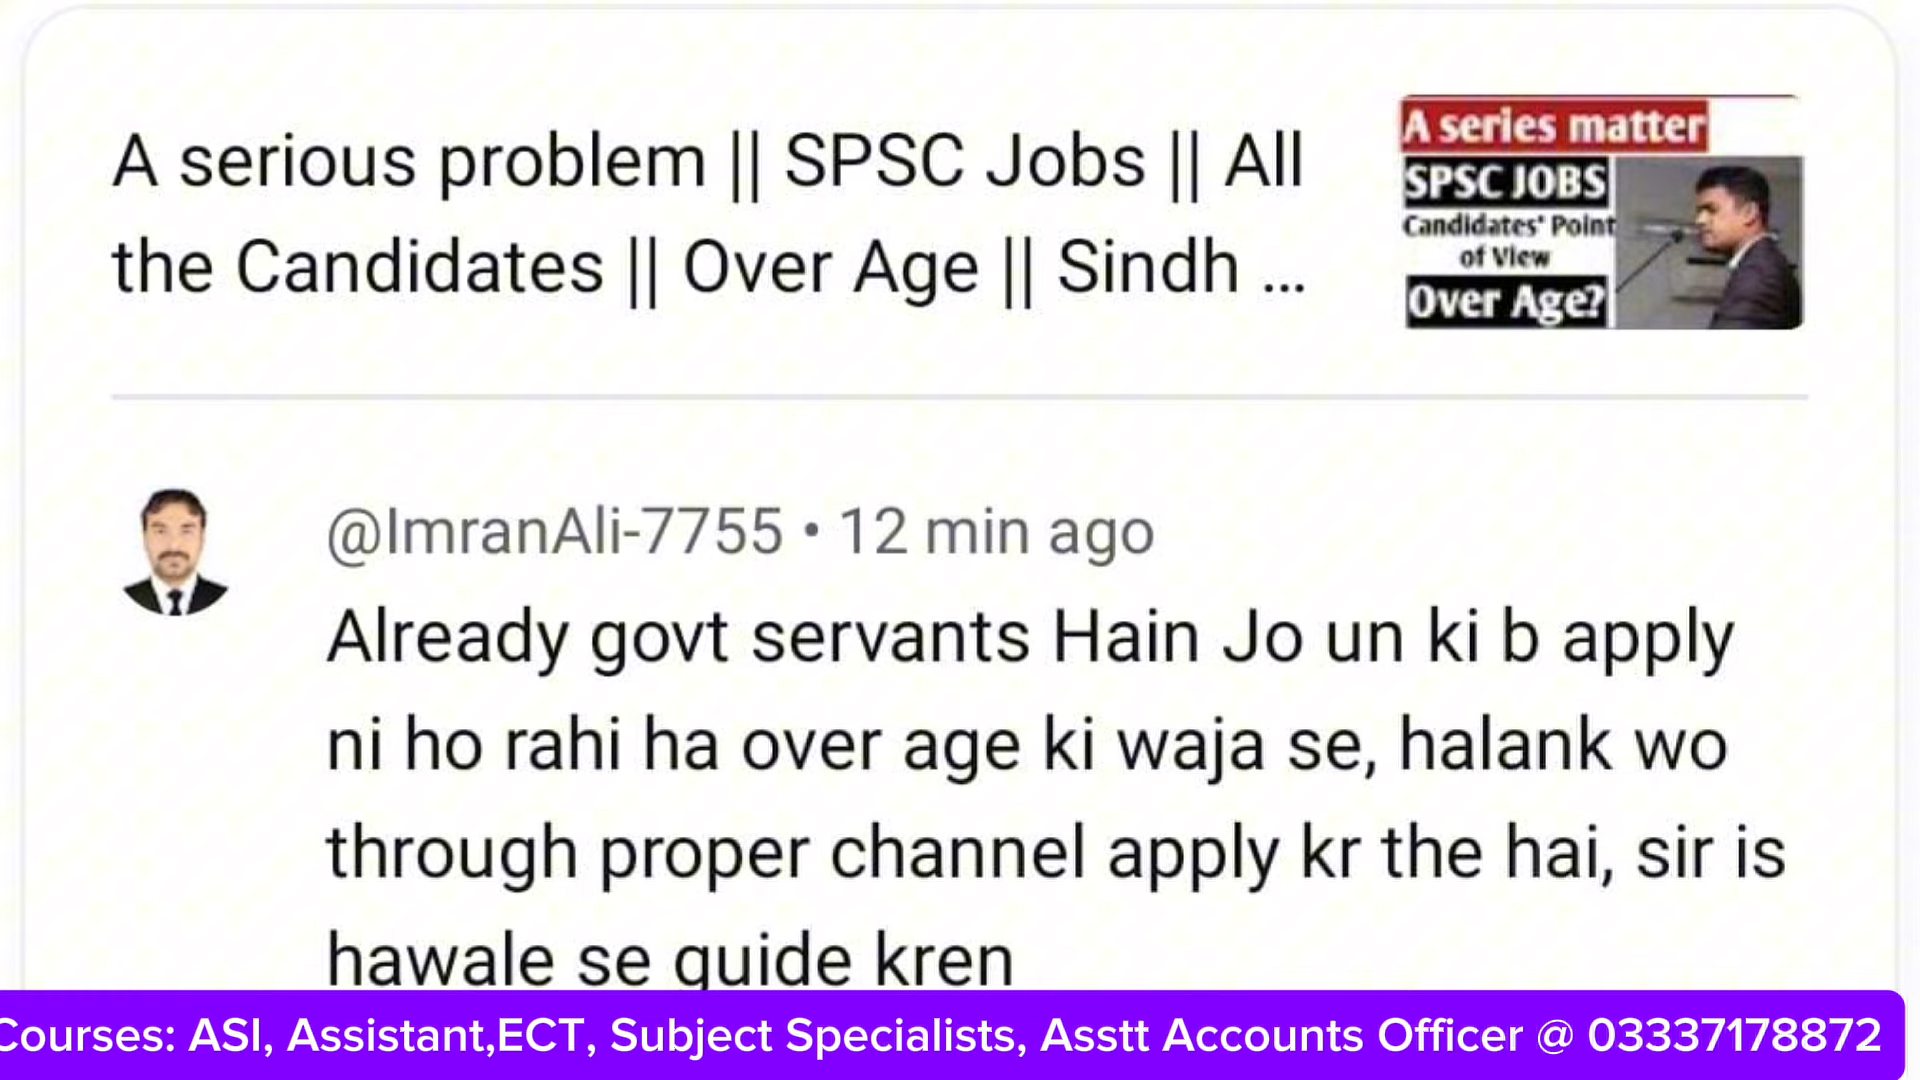 A serious problem || SPSC Jobs || All
the Candidates || Over Age || Sindh ...
A series matter
SPSC JOBS
Candidates' Point
of View
Over Age?
@ImranAli-7755 • 12 min ago
Already govt servants Hain Jo un ki b apply
ni ho rahi ha over age ki waja se, halank wo
through proper channel apply kr the hai, sir is
hawale se guide kren
Courses: ASI, Assistant,ECT, Subject Specialists, Asstt Accounts Officer @ 03337178872